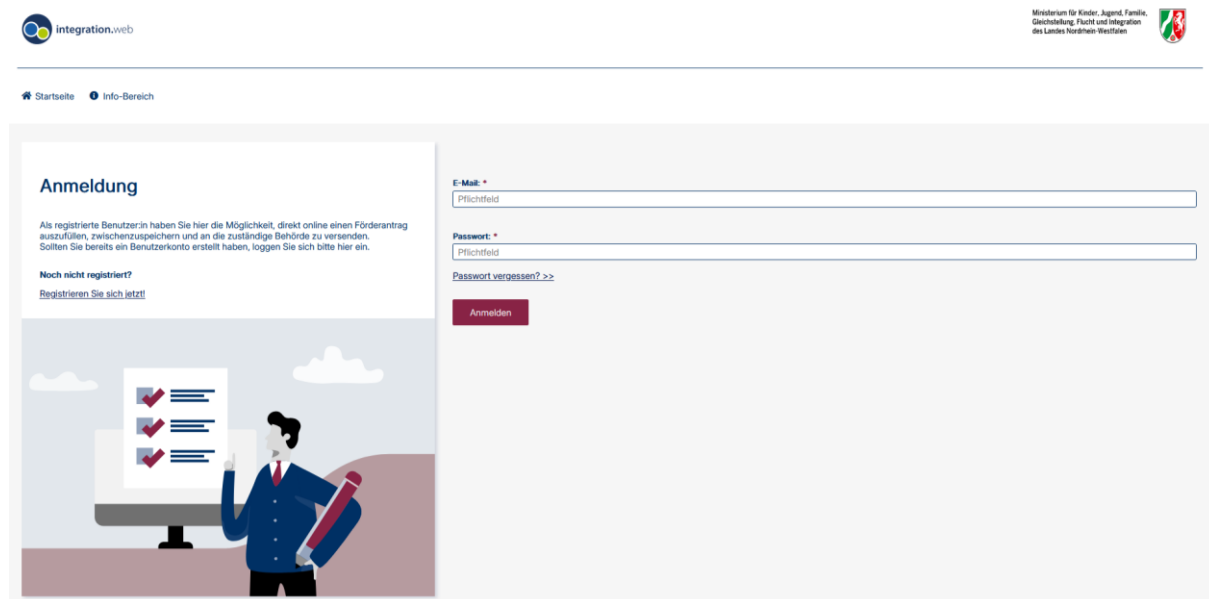 integration.web
Ministerium für Kinder, Jugend, Familie,
Gleichstellung, Flucht und Integration
des Landes Nordrhein-Westfalen
Startseite
Info-Bereich
Anmeldung
Als registrierte Benutzer:in haben Sie hier die Möglichkeit, direkt online einen Förderantrag
auszufüllen, zwischenzuspeichern und an die zuständige Behörde zu versenden.
Sollten Sie bereits ein Benutzerkonto erstellt haben, loggen Sie sich bitte hier ein.
Noch nicht registriert?
Registrieren Sie sich jetzt!
E-Mail: *
Pflichtfeld
Passwort: *
Pflichtfeld
Passwort vergessen? >>
Anmelden